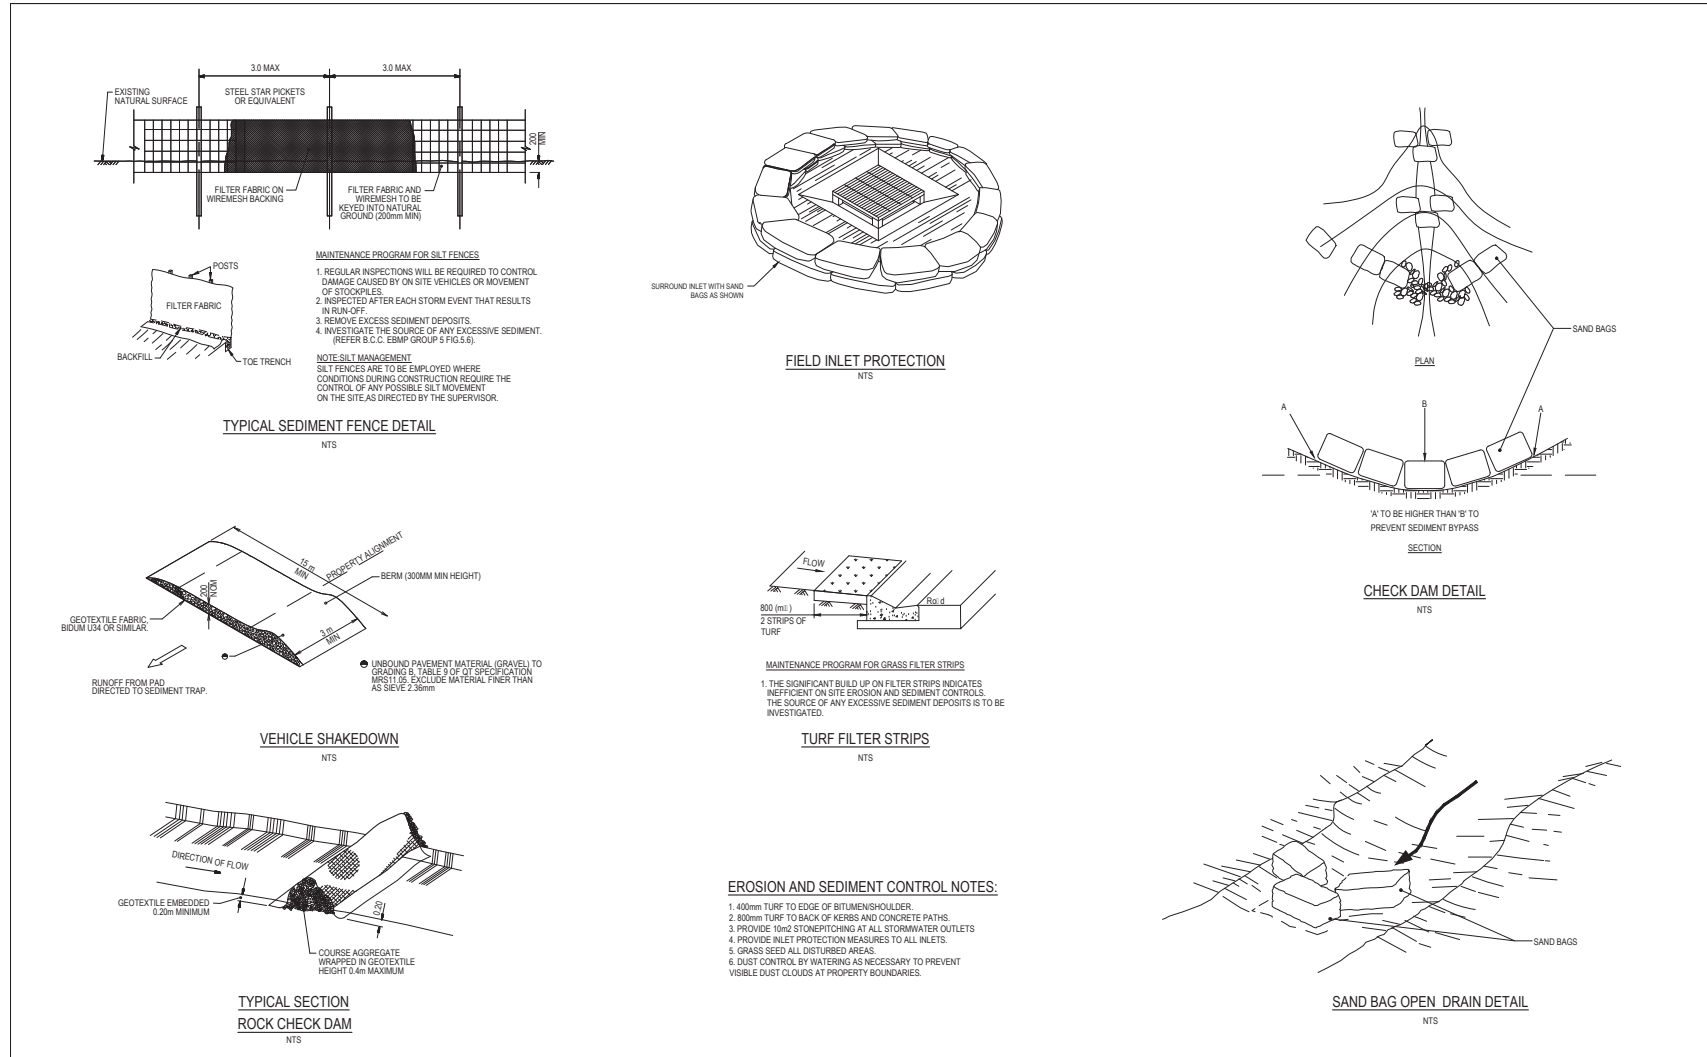 3.0 MAX
3.0 MAX
EXISTING
NATURAL SURFACE
STEEL STAR PICKETS
OR EQUIVALENT
200
MIN
FILTER FABRIC ON
WIREMESH BACKING
FILTER FABRIC AND
WIREMESH TO BE
KEYED INTO NATURAL
GROUND (200mm MIN)
POSTS
FILTER FABRIC
BACKFILL
TOE TRENCH
MAINTENANCE PROGRAM FOR SILT FENCES
1. REGULAR INSPECTIONS WILL BE REQUIRED TO CONTROL
DAMAGE CAUSED BY ON SITE VEHICLES OR MOVEMENT
OF STOCKPILES.
2. INSPECTED AFTER EACH STORM EVENT THAT RESULTS
IN RUN-OFF.
3. REMOVE EXCESS SEDIMENT DEPOSITS.
4. INVESTIGATE THE SOURCE OF ANY EXCESSIVE SEDIMENT.
(REFER B.C.C. EBMP GROUP 5 FIG.5.6).
NOTE:SILT MANAGEMENT
SILT FENCES ARE TO BE EMPLOYED WHERE
CONDITIONS DURING CONSTRUCTION REQUIRE THE
CONTROL OF ANY POSSIBLE SILT MOVEMENT
ON THE SITE,AS DIRECTED BY THE SUPERVISOR.
TYPICAL SEDIMENT FENCE DETAIL
NTS
SURROUND INLET WITH SAND
BAGS AS SHOWN
FIELD INLET PROTECTION
NTS
SAND BAGS
PLAN
A
B
A
'A' TO BE HIGHER THAN 'B' TO
PREVENT SEDIMENT BYPASS
SECTION
CHECK DAM DETAIL
NTS
15 m
MIN
PROPERTY ALIGNMENT
BERM (300MM MIN HEIGHT)
200
NOM
3 m
MIN
GEOTEXTILE FABRIC,
BIDUM U34 OR SIMILAR.
RUNOFF FROM PAD
DIRECTED TO SEDIMENT TRAP.
UNBOUND PAVEMENT MATERIAL (GRAVEL) TO
GRADING B, TABLE 9 OF QT SPECIFICATION
MRS11.05. EXCLUDE MATERIAL FINER THAN
AS SIEVE 2.36mm
VEHICLE SHAKEDOWN
NTS
FLOW
800
2 STRIPS OF
TURF
MAINTENANCE PROGRAM FOR GRASS FILTER STRIPS
1. THE SIGNIFICANT BUILD UP ON FILTER STRIPS INDICATES
INEFFICIENT ON SITE EROSION AND SEDIMENT CONTROLS.
THE SOURCE OF ANY EXCESSIVE SEDIMENT DEPOSITS IS TO BE
INVESTIGATED.
TURF FILTER STRIPS
NTS
DIRECTION OF FLOW
GEOTEXTILE EMBEDDED
0.20m MINIMUM
0.20
COURSE AGGREGATE
WRAPPED IN GEOTEXTILE
HEIGHT 0.4m MAXIMUM
TYPICAL SECTION
ROCK CHECK DAM
NTS
EROSION AND SEDIMENT CONTROL NOTES:
1. 400mm TURF TO EDGE OF BITUMEN/SHOULDER.
2. 800mm TURF TO BACK OF KERBS AND CONCRETE PATHS.
3. PROVIDE 10m2 STONEPITCHING AT ALL STORMWATER OUTLETS
4. PROVIDE INLET PROTECTION MEASURES TO ALL INLETS.
5. GRASS SEED ALL DISTURBED AREAS.
6. DUST CONTROL BY WATERING AS NECESSARY TO PREVENT
VISIBLE DUST CLOUDS AT PROPERTY BOUNDARIES.
SAND BAGS
SAND BAG OPEN DRAIN DETAIL
NTS